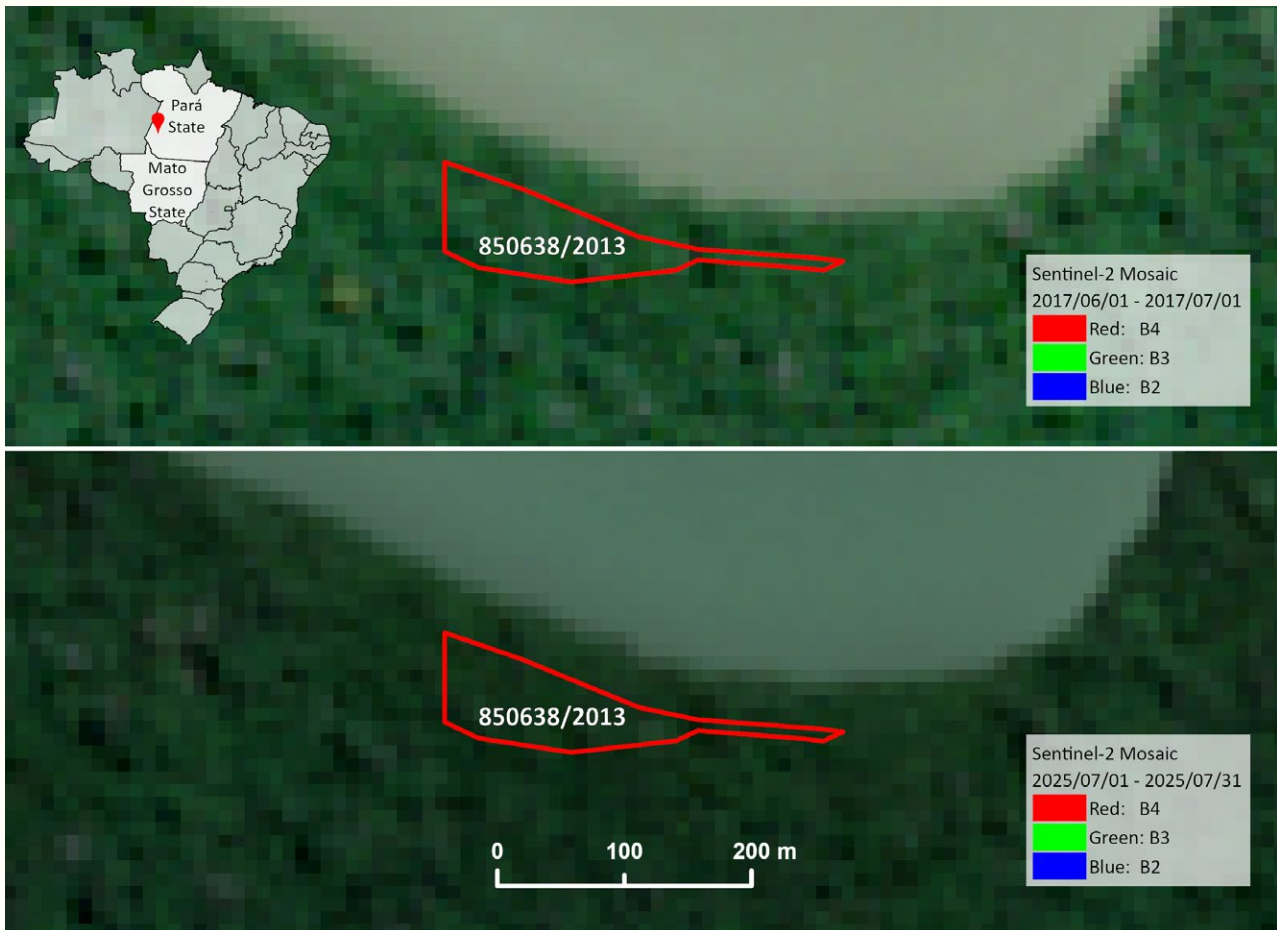 Pará
State
Mato
Grosso
State
850638/2013
Sentinel-2 Mosaic
2017/06/01 - 2017/07/01
Red: B4
Green: B3
Blue: B2
850638/2013
Sentinel-2 Mosaic
2025/07/01 - 2025/07/31
Red: B4
Green: B3
Blue: B2
0 100 200 m